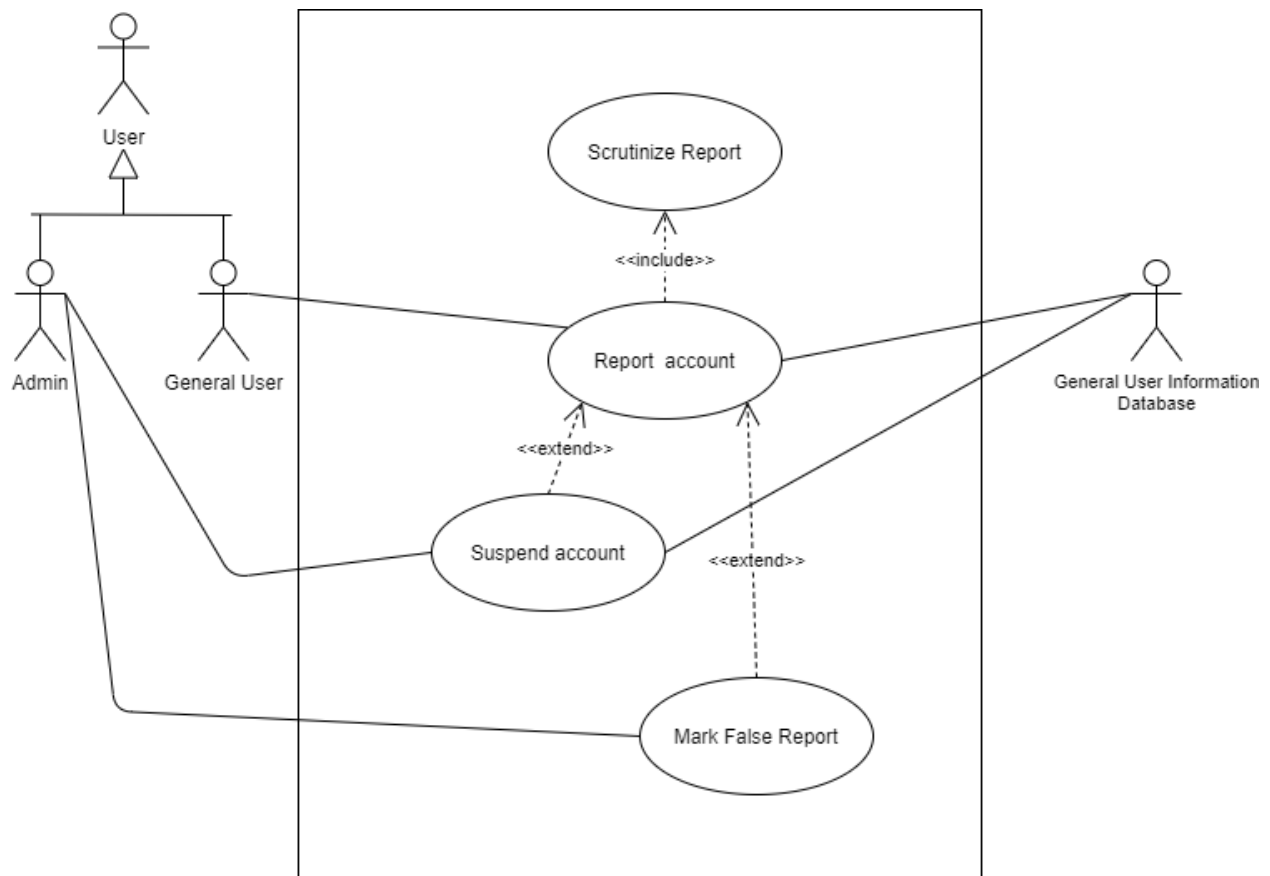 User
Scrutinize Report
<<include>>
Admin
General User
Report account
General User Information
Database
<<extend>>
Suspend account
<<extend>>
Mark False Report